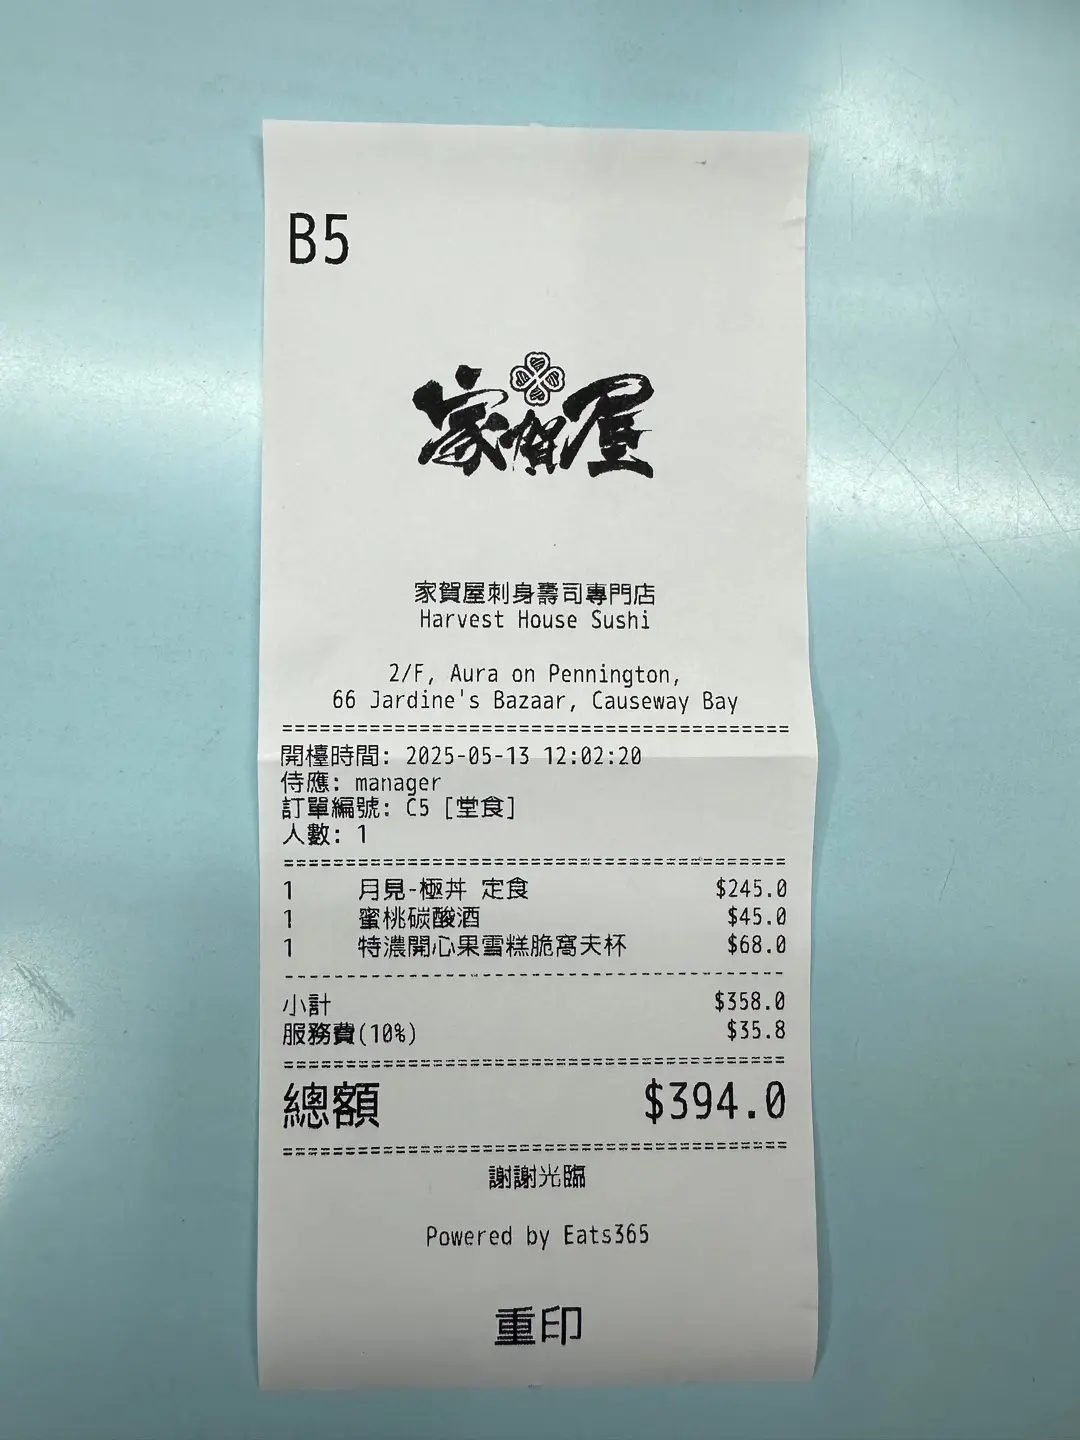 B5
家賀屋
家賀屋刺身壽司專門店
Harvest House Sushi
2/F, Aura on Pennington,
66 Jardine's Bazaar, Causeway Bay
========================================
開檯時間: 2025-05-13 12:02:20
侍應: manager
訂單編號: C5 [堂食]
人數: 1
========================================
1 月見-極丼 定食 $245.0
1 蜜桃碳酸酒 $45.0
1 特濃開心果雪糕脆窩夫杯 $68.0
----------------------------------------
小計 $358.0
服務費(10%) $35.8
========================================
總額 $394.0
========================================
謝謝光臨
Powered by Eats365
重印